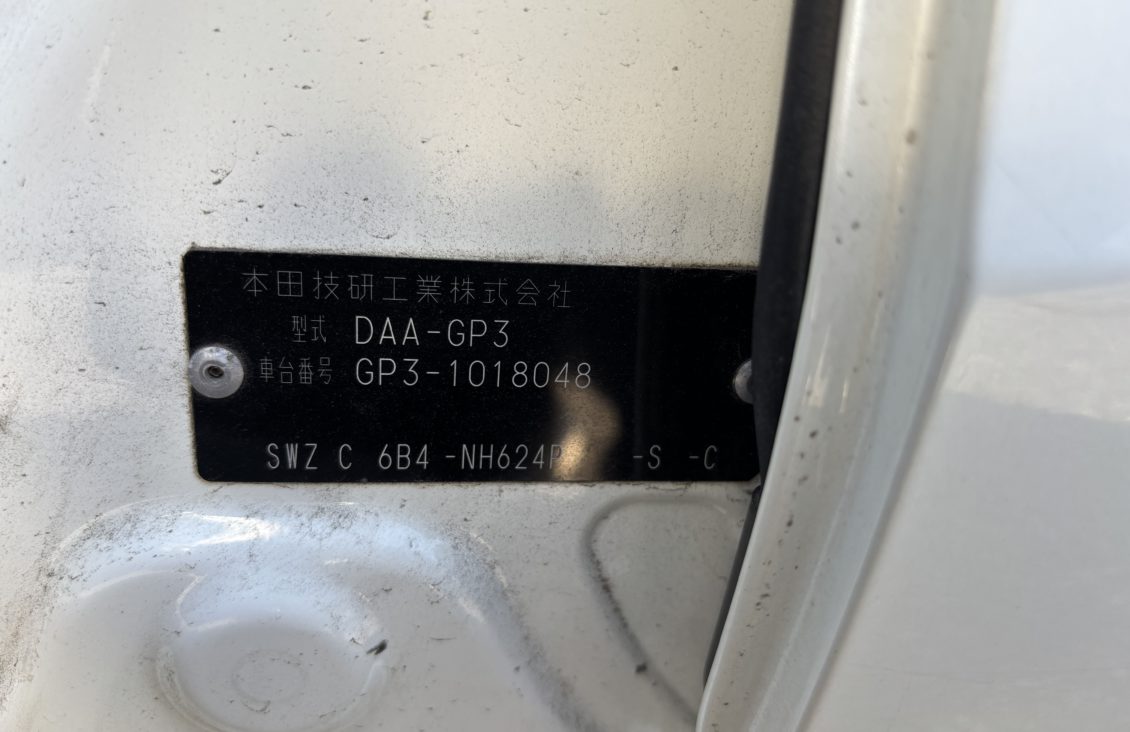 本田技研工業株式会社
型式 DAA-GP3
車台番号 GP3-1018048
SWZ C 6B4 -NH624P -S -C